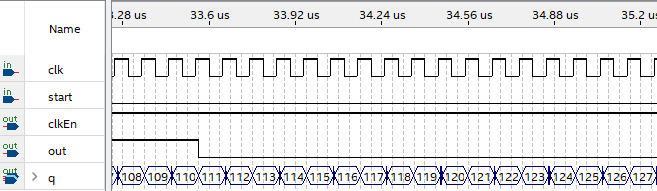 3.28 us 33.6 us 33.92 us 34.24 us 34.56 us 34.88 us 35.2 u
Name
in clk
in start
out clkEn
out out
out > q 108 109 110 111 112 113 114 115 116 117 118 119 120 121 122 123 124 125 126 127